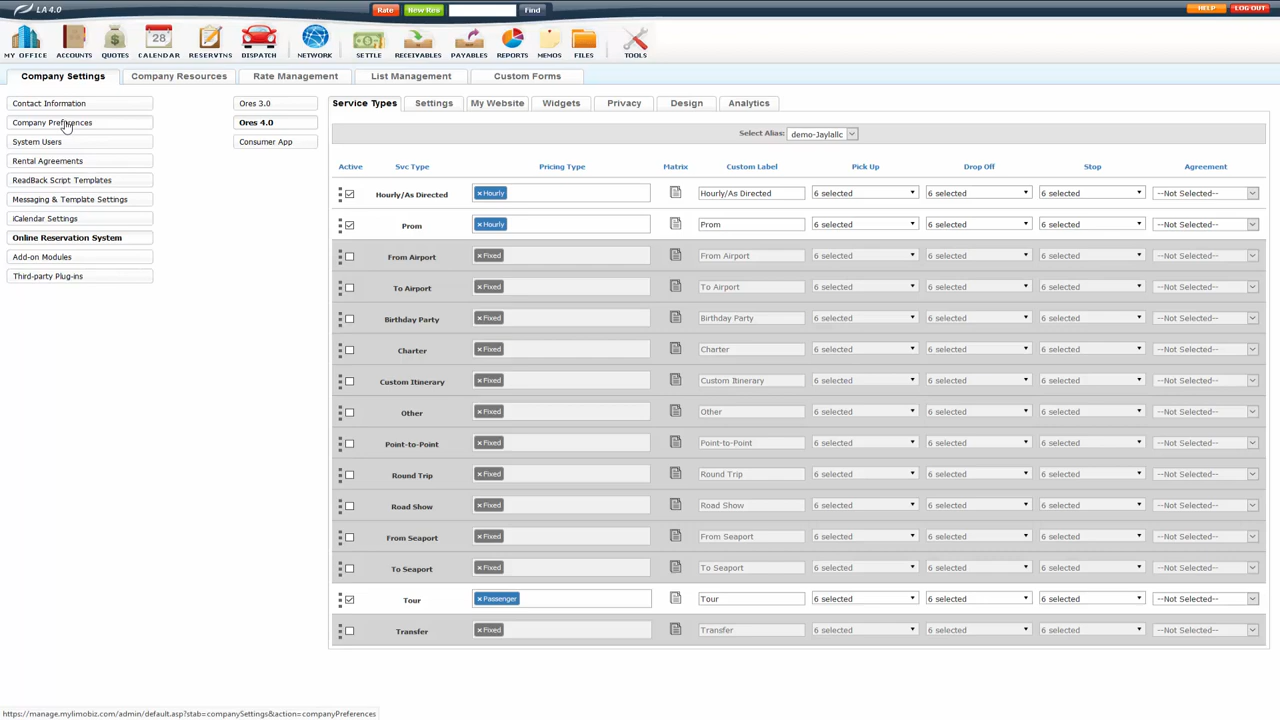 LA 4.0 Rate New Res Find HELP LOG OUT
MY OFFICE ACCOUNTS QUOTES CALENDAR RESERVTNS DISPATCH NETWORK SETTLE RECEIVABLES PAYABLES REPORTS MEMOS FILES TOOLS
28
Company Settings Company Resources Rate Management List Management Custom Forms
Contact Information
Company Preferences
System Users
Rental Agreements
ReadBack Script Templates
Messaging & Template Settings
iCalendar Settings
Online Reservation System
Add-on Modules
Third-party Plug-ins
Ores 3.0
Ores 4.0
Consumer App
Service Types Settings My Website Widgets Privacy Design Analytics
Select Alias: demo-Jaylallc
Active Svc Type Pricing Type Matrix Custom Label Pick Up Drop Off Stop Agreement
Hourly/As Directed ×Hourly Hourly/As Directed 6 selected 6 selected 6 selected --Not Selected--
Prom ×Hourly Prom 6 selected 6 selected 6 selected --Not Selected--
From Airport ×Fixed From Airport 6 selected 6 selected 6 selected --Not Selected--
To Airport ×Fixed To Airport 6 selected 6 selected 6 selected --Not Selected--
Birthday Party ×Fixed Birthday Party 6 selected 6 selected 6 selected --Not Selected--
Charter ×Fixed Charter 6 selected 6 selected 6 selected --Not Selected--
Custom Itinerary ×Fixed Custom Itinerary 6 selected 6 selected 6 selected --Not Selected--
Other ×Fixed Other 6 selected 6 selected 6 selected --Not Selected--
Point-to-Point ×Fixed Point-to-Point 6 selected 6 selected 6 selected --Not Selected--
Round Trip ×Fixed Round Trip 6 selected 6 selected 6 selected --Not Selected--
Road Show ×Fixed Road Show 6 selected 6 selected 6 selected --Not Selected--
From Seaport ×Fixed From Seaport 6 selected 6 selected 6 selected --Not Selected--
To Seaport ×Fixed To Seaport 6 selected 6 selected 6 selected --Not Selected--
Tour ×Passenger Tour 6 selected 6 selected 6 selected --Not Selected--
Transfer ×Fixed Transfer 6 selected 6 selected 6 selected --Not Selected--
https://manage.mylimobiz.com/admin/default.asp?stab=companySettings&action=companyPreferences